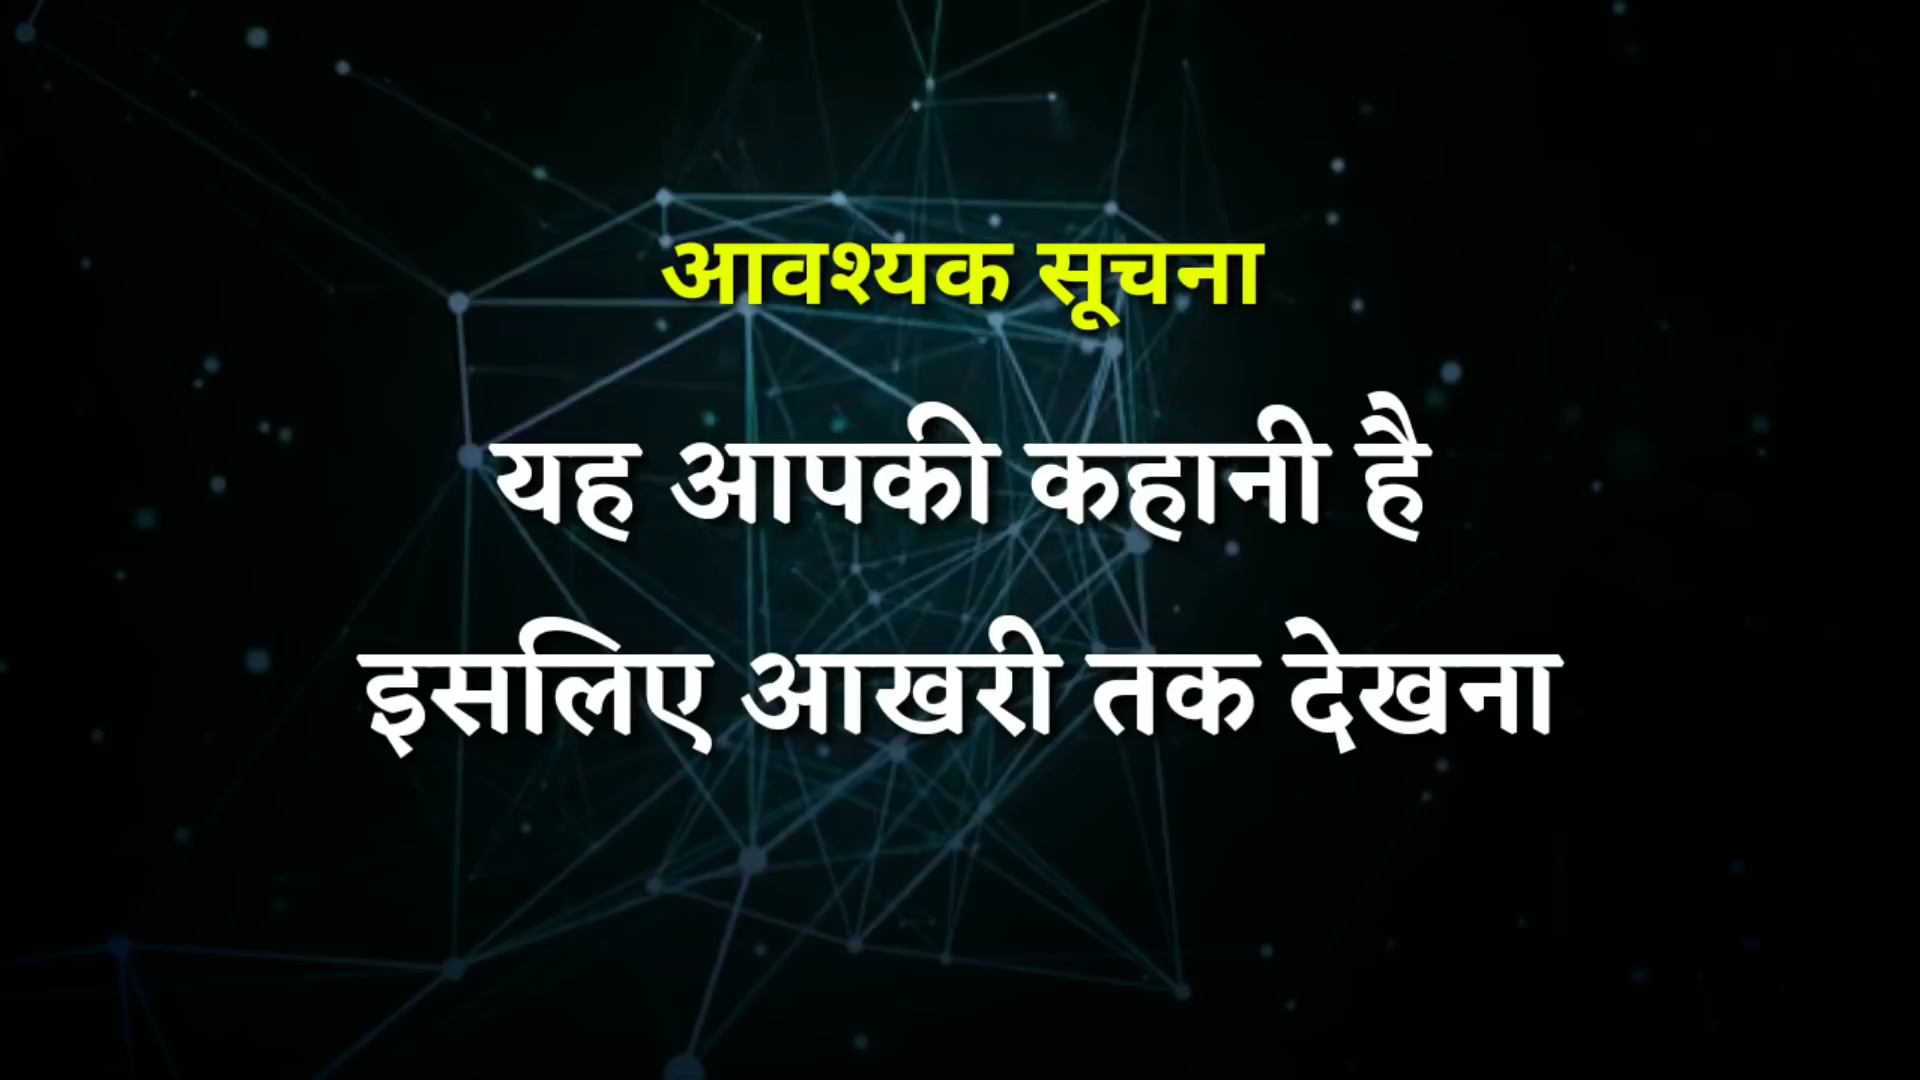 आवश्यक सूचना
यह आपकी कहानी है
इसलिए आखरी तक देखना